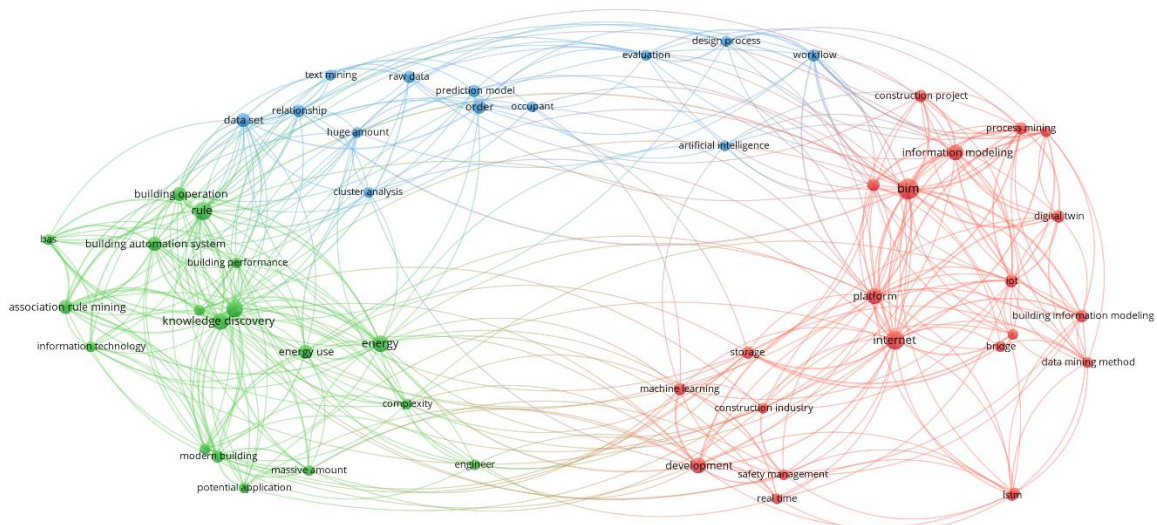 design process
evaluation
workflow
text mining
raw data
prediction model
order
occupant
construction project
relationship
data set
huge amount
process mining
artificial intelligence
information modeling
cluster analysis
bim
building operation
rule
digital twin
bas
building automation system
building performance
iot
platform
association rule mining
knowledge discovery
building information modeling
internet
bridge
information technology
energy use
energy
storage
data mining method
machine learning
complexity
construction industry
modern building
massive amount
engineer
development
safety management
potential application
real time
lstm